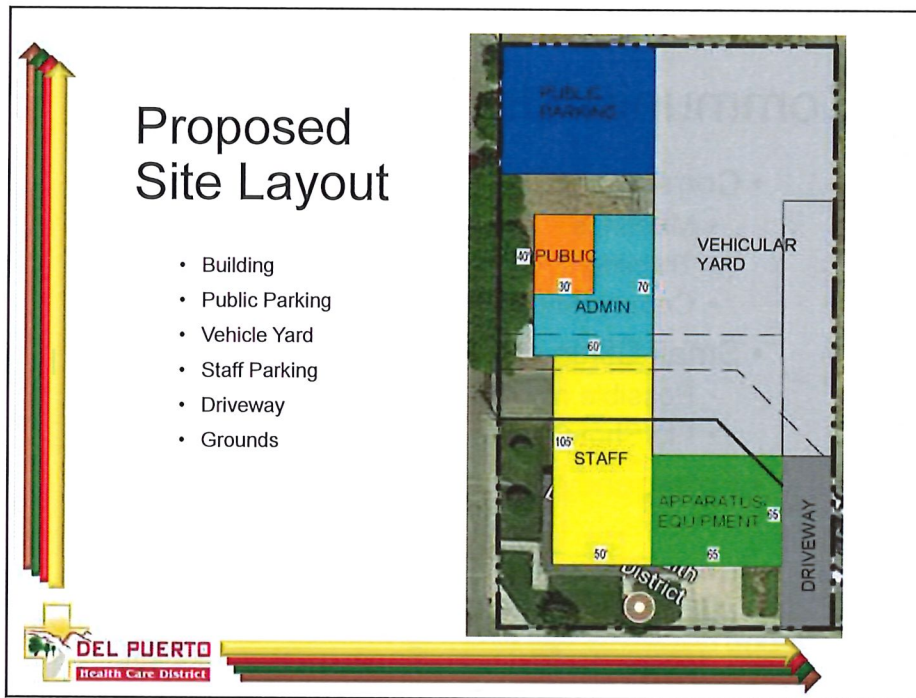 Proposed
Site Layout
• Building
• Public Parking
• Vehicle Yard
• Staff Parking
• Driveway
• Grounds
PUBLIC
PARKING
VEHICULAR
YARD
40'
PUBLIC
30'
70'
ADMIN
60'
105'
STAFF
APPARATUS/
EQUIPMENT
65'
65'
50'
DRIVEWAY
District
DEL PUERTO
Health Care District